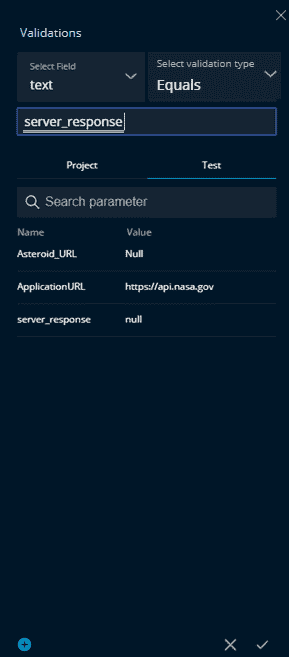 Validations
Select Field
text
Select validation type
Equals
server_response
Project Test
Search parameter
Name Value
Asteroid_URL Null
ApplicationURL https://api.nasa.gov
server_response null